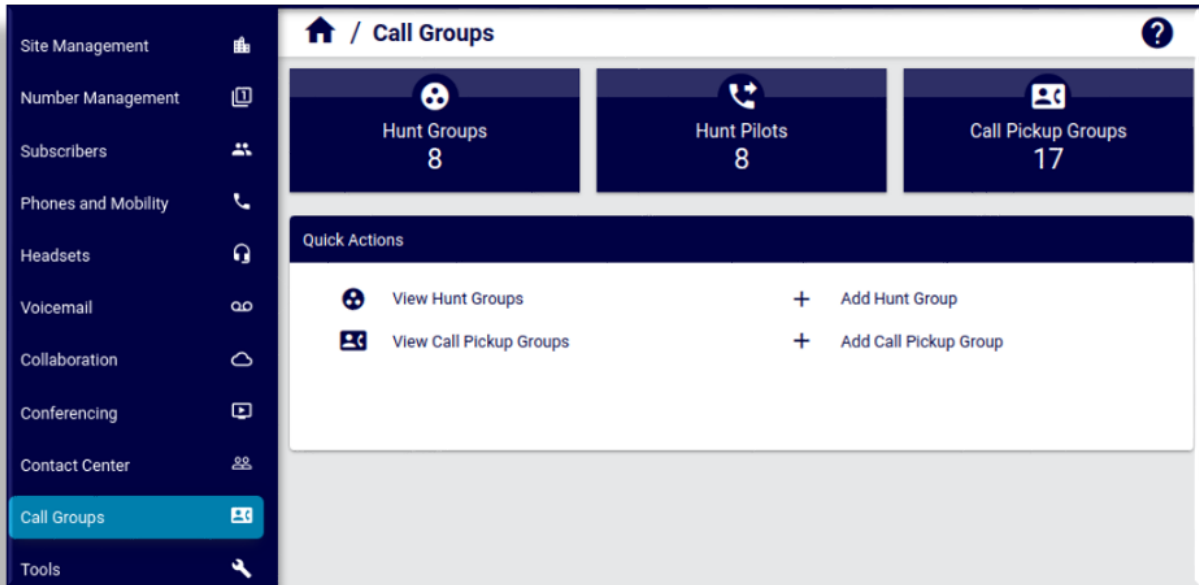 Site Management
Number Management
Subscribers
Phones and Mobility
Headsets
Voicemail
Collaboration
Conferencing
Contact Center
Call Groups
Tools
/ Call Groups
?
Hunt Groups
8
Hunt Pilots
8
Call Pickup Groups
17
Quick Actions
View Hunt Groups
+ Add Hunt Group
View Call Pickup Groups
+ Add Call Pickup Group